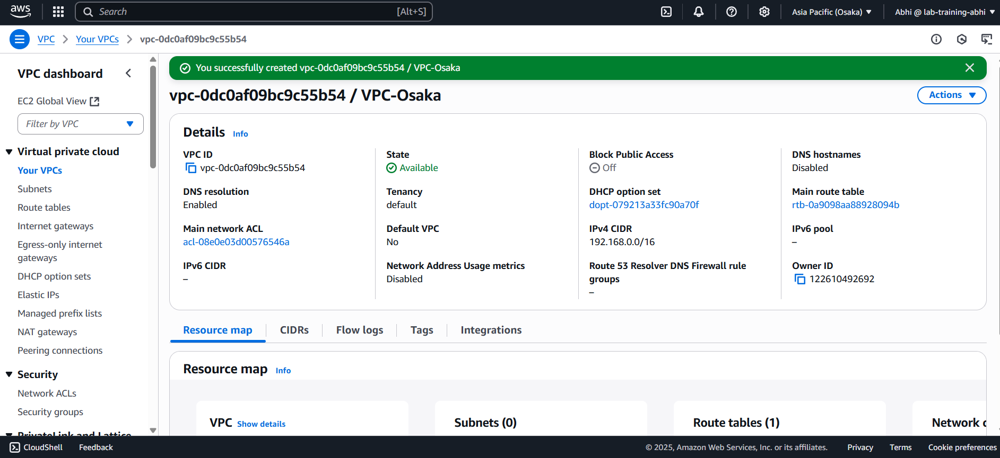 aws
Search
[Alt+S]
Asia Pacific (Osaka)
Abhi @ lab-training-abhi
VPC
Your VPCs
vpc-0dc0af09bc9c55b54
VPC dashboard
EC2 Global View
Filter by VPC
Virtual private cloud
Your VPCs
Subnets
Route tables
Internet gateways
Egress-only internet
gateways
DHCP option sets
Elastic IPs
Managed prefix lists
NAT gateways
Peering connections
Security
Network ACLs
Security groups
PrivateLink and Lattice
You successfully created vpc-0dc0af09bc9c55b54 / VPC-Osaka
vpc-0dc0af09bc9c55b54 / VPC-Osaka
Actions
Details Info
VPC ID
vpc-0dc0af09bc9c55b54
State
Available
Block Public Access
Off
DNS hostnames
Disabled
DNS resolution
Enabled
Tenancy
default
DHCP option set
dopt-079213a33fc90a70f
Main route table
rtb-0a9098aa88928094b
Main network ACL
acl-08e0e03d00576546a
Default VPC
No
IPv4 CIDR
192.168.0.0/16
IPv6 pool
–
IPv6 CIDR
–
Network Address Usage metrics
Disabled
Route 53 Resolver DNS Firewall rule
groups
–
Owner ID
122610492692
Resource map
CIDRs
Flow logs
Tags
Integrations
Resource map Info
VPC Show details
Subnets (0)
Route tables (1)
Network
CloudShell
Feedback
© 2025, Amazon Web Services, Inc. or its affiliates.
Privacy
Terms
Cookie preferences